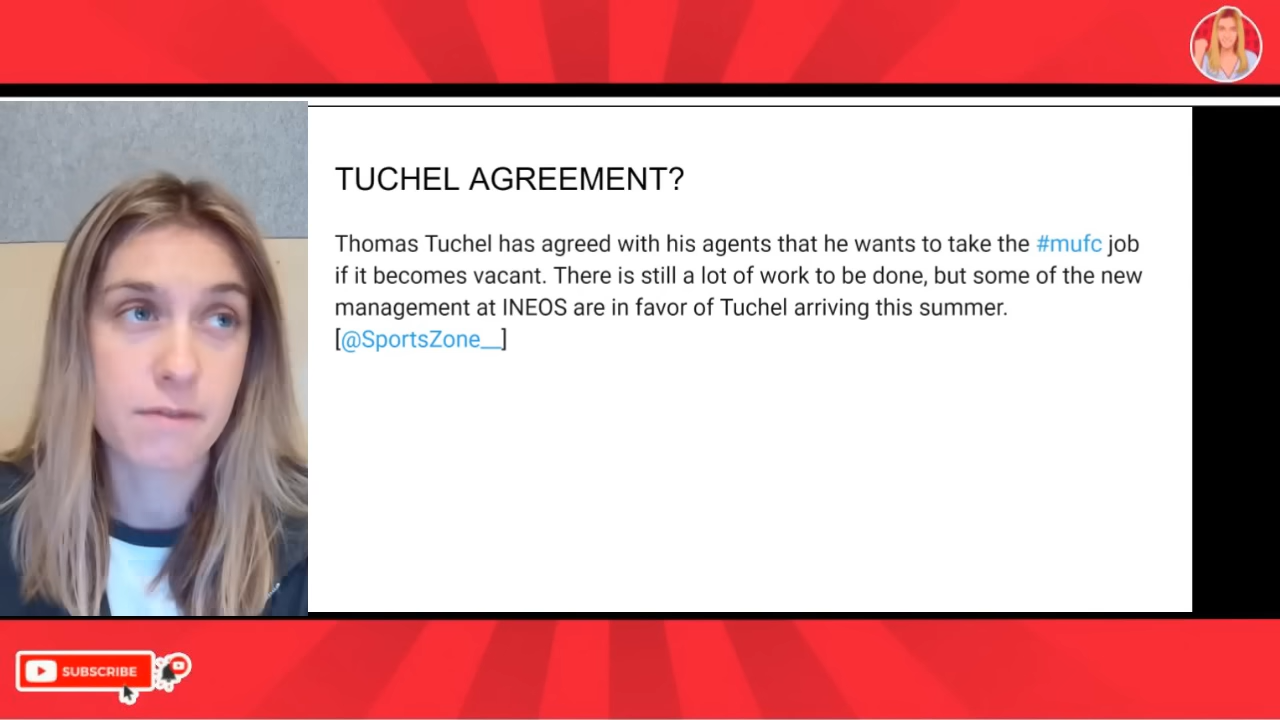 TUCHEL AGREEMENT?
Thomas Tuchel has agreed with his agents that he wants to take the #mufc job
if it becomes vacant. There is still a lot of work to be done, but some of the new
management at INEOS are in favor of Tuchel arriving this summer.
[@SportsZone__]
SUBSCRIBE